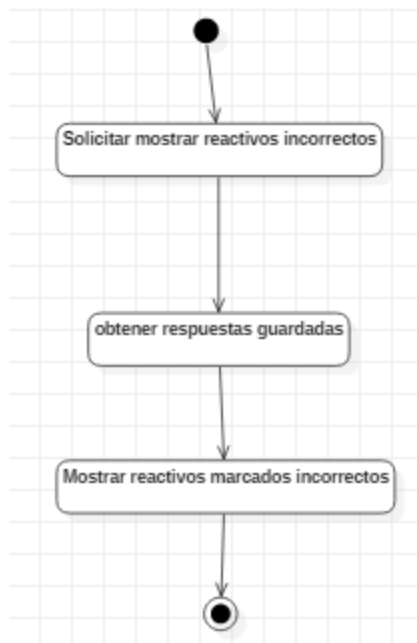 Solicitar mostrar reactivos incorrectos
obtener respuestas guardadas
Mostrar reactivos marcados incorrectos